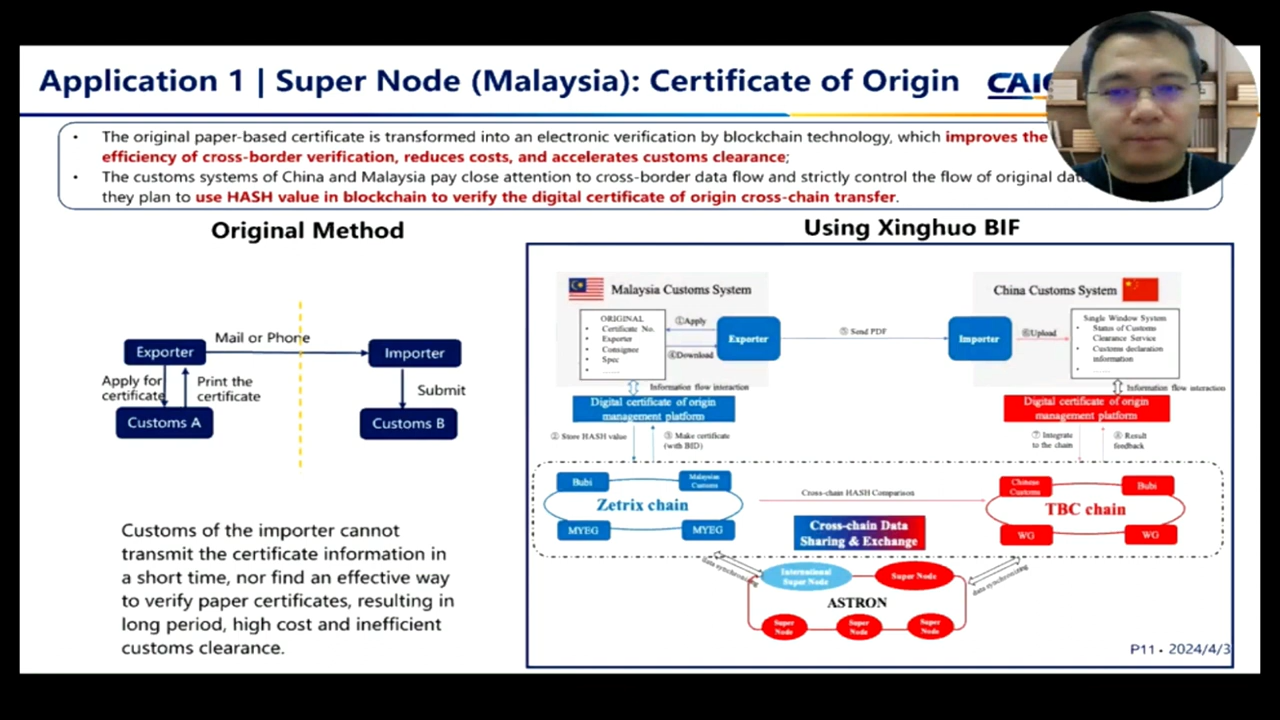 Application 1 | Super Node (Malaysia): Certificate of Origin
• The original paper-based certificate is transformed into an electronic verification by blockchain technology, which improves the
efficiency of cross-border verification, reduces costs, and accelerates customs clearance;
• The customs systems of China and Malaysia pay close attention to cross-border data flow and strictly control the flow of original
they plan to use HASH value in blockchain to verify the digital certificate of origin cross-chain transfer.
Original Method
Using Xinghuo BIF
Mail or Phone
Exporter
Importer
Apply for
certificate
Print the
certificate
Submit
Customs A
Customs B
Customs of the importer cannot
transmit the certificate information in
a short time, nor find an effective way
to verify paper certificates, resulting in
long period, high cost and inefficient
customs clearance.
Malaysia Customs System
China Customs System
ORIGINAL
• Certificate No.
• Exporter
• Consignee
• Spec
• ......
①Apply
④Download
Exporter
⑤ Send PDF
Importer
⑥Upload
Single Window System
• Status of Customs
Clearance Service
• Customs declaration
information
• ......
Information flow interaction
Information flow interaction
Digital certificate of origin
management platform
Digital certificate of origin
management platform
② Store HASH value
③ Make certificate
(with BID)
⑦ Integrate
to the chain
⑧ Result
feedback
Bubi
Malaysian
Customs
Zetrix chain
MYEG
MYEG
Cross-chain HASH Comparison
Cross-chain Data
Sharing & Exchange
Chinese
Customs
Bubi
TBC chain
WG
WG
data synchronizing
data synchronizing
International
Super Node
Super Node
ASTRON
Super
Node
Super
Node
Super
Node
P11 • 2024/4/3